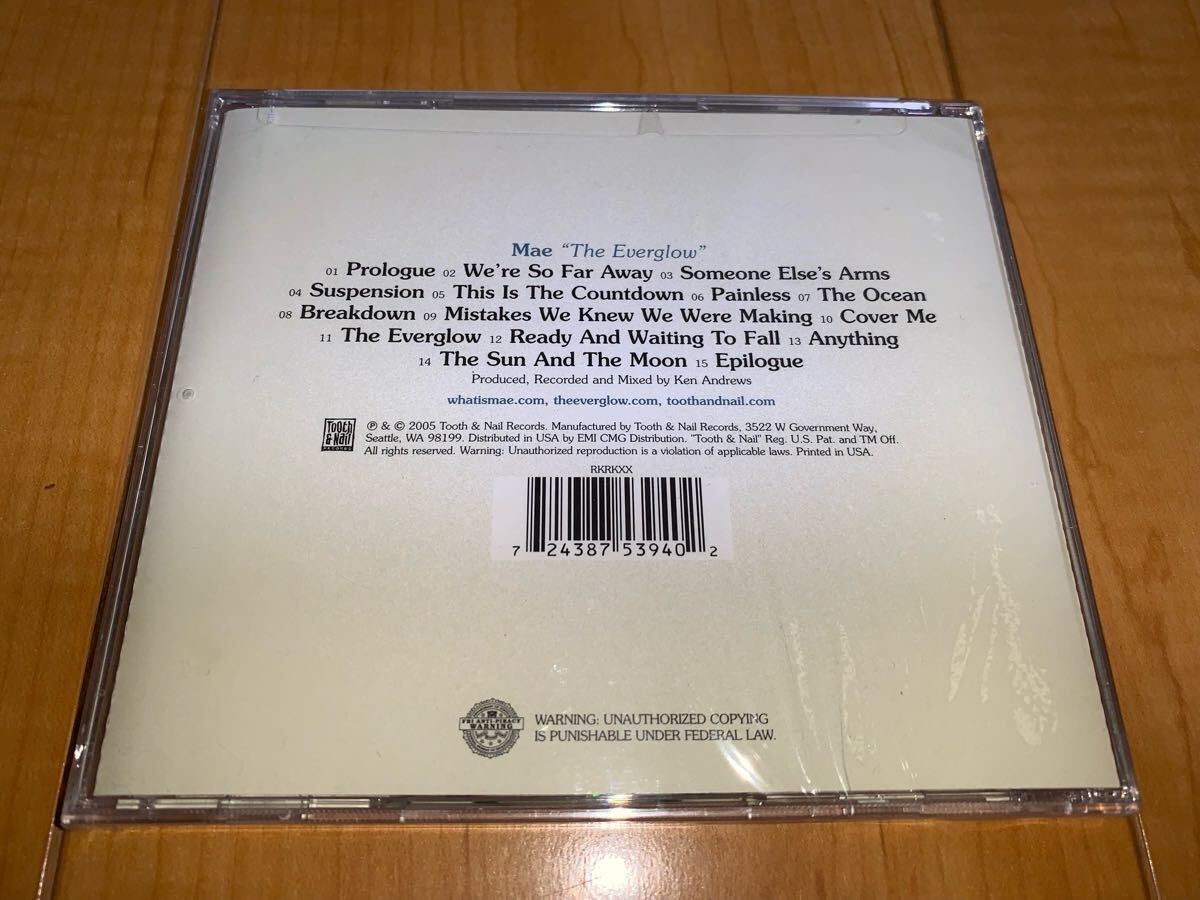 Mae “The Everglow”
01 Prologue 02 We're So Far Away 03 Someone Else's Arms
04 Suspension 05 This Is The Countdown 06 Painless 07 The Ocean
08 Breakdown 09 Mistakes We Knew We Were Making 10 Cover Me
11 The Everglow 12 Ready And Waiting To Fall 13 Anything
14 The Sun And The Moon 15 Epilogue
Produced, Recorded and Mixed by Ken Andrews
whatismae.com, theeverglow.com, toothandnail.com
Tooth
& Nail
RECORDS
℗ & © 2005 Tooth & Nail Records. Manufactured by Tooth & Nail Records, 3522 W Government Way,
Seattle, WA 98199. Distributed in USA by EMI CMG Distribution. "Tooth & Nail" Reg. U.S. Pat. and TM Off.
All rights reserved. Warning: Unauthorized reproduction is a violation of applicable laws. Printed in USA.
RKRKXX
7 24387 53940 2
FBI ANTI-PIRACY
WARNING
WARNING: UNAUTHORIZED COPYING
IS PUNISHABLE UNDER FEDERAL LAW.